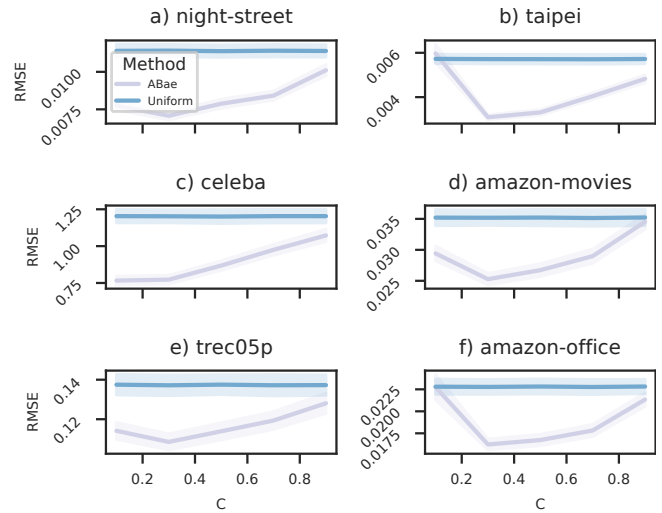 a) night-street
b) taipei
RMSE
0.0100
0.0075
Method
ABae
Uniform
0.006
0.004
c) celeba
d) amazon-movies
RMSE
1.25
1.00
0.75
0.035
0.030
0.025
e) trec05p
f) amazon-office
RMSE
0.14
0.12
0.0225
0.0200
0.0175
0.2 0.4 0.6 0.8
0.2 0.4 0.6 0.8
C
C